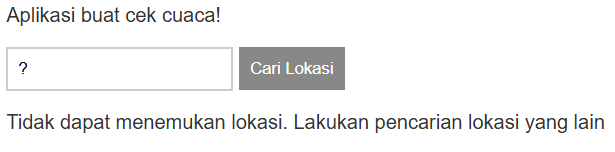 Aplikasi buat cek cuaca!
? Cari Lokasi
Tidak dapat menemukan lokasi. Lakukan pencarian lokasi yang lain